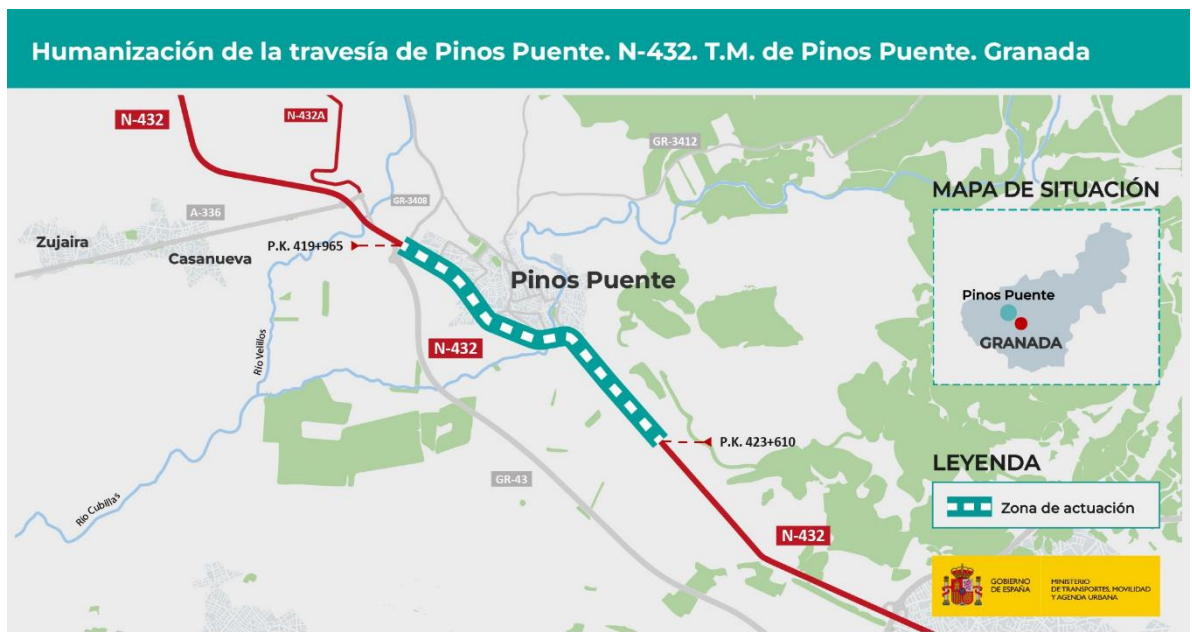 Humanización de la travesía de Pinos Puente. N-432. T.M. de Pinos Puente. Granada
N-432
N-432A
GR-3412
MAPA DE SITUACIÓN
GR-3408
A-336
Zujaira
Casanueva
P.K. 419+965
Pinos Puente
Pinos Puente
GRANADA
N-432
Río Velillos
P.K. 423+610
LEYENDA
Zona de actuación
GR-43
Río Cubillas
N-432
GOBIERNO
DE ESPAÑA
MINISTERIO
DE TRANSPORTES, MOVILIDAD
Y AGENDA URBANA